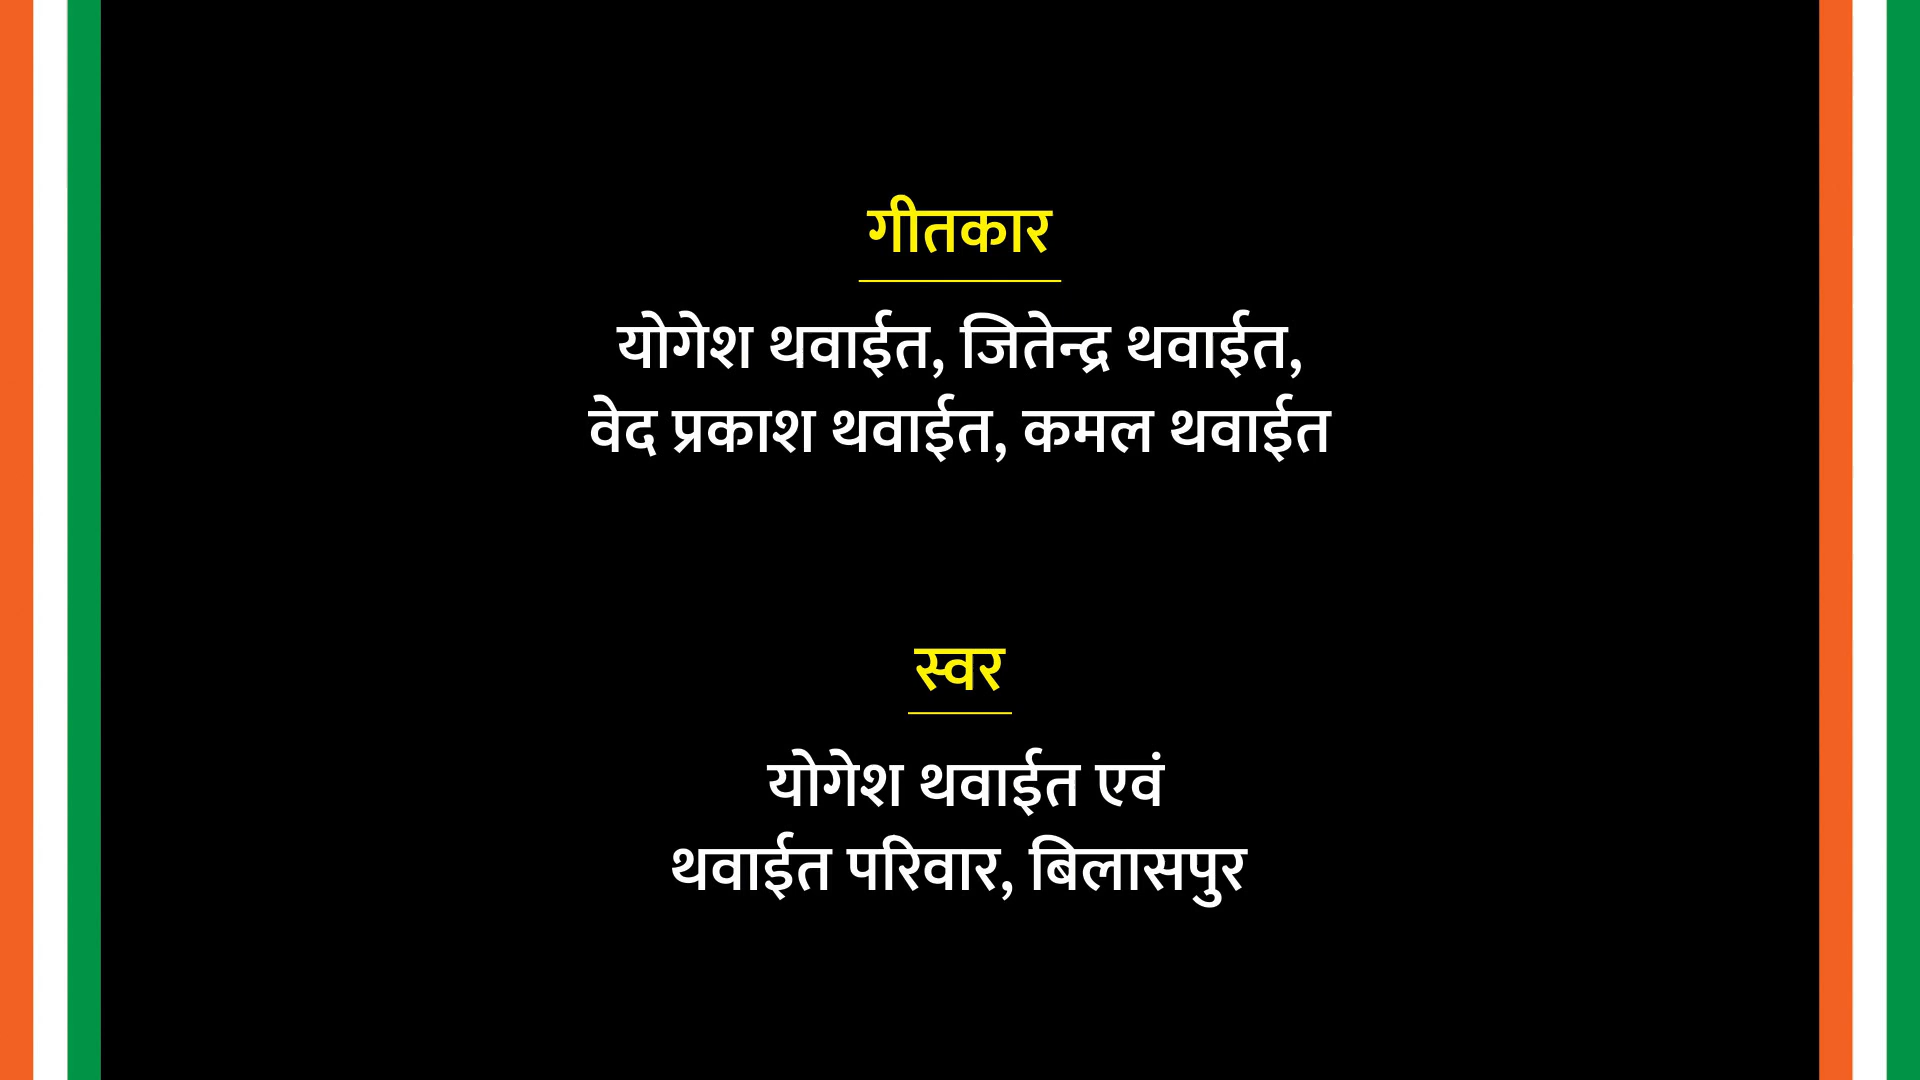 गीतकार
योगेश थवाईत, जितेन्द्र थवाईत,
वेद प्रकाश थवाईत, कमल थवाईत
स्वर
योगेश थवाईत एवं
थवाईत परिवार, बिलासपुर